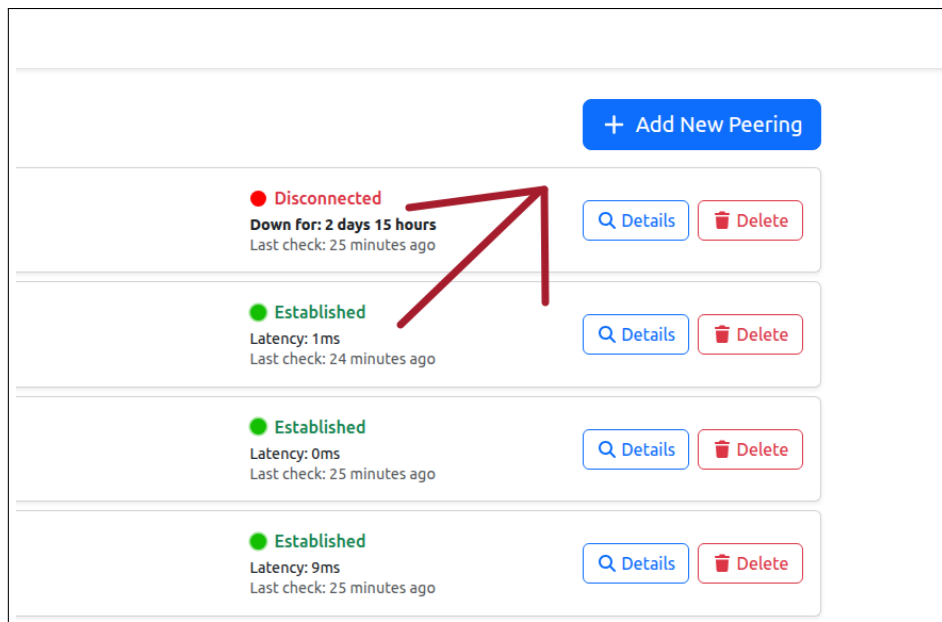 + Add New Peering
Disconnected
Down for: 2 days 15 hours
Last check: 25 minutes ago
Details
Delete
Established
Latency: 1ms
Last check: 24 minutes ago
Details
Delete
Established
Latency: 0ms
Last check: 25 minutes ago
Details
Delete
Established
Latency: 9ms
Last check: 25 minutes ago
Details
Delete